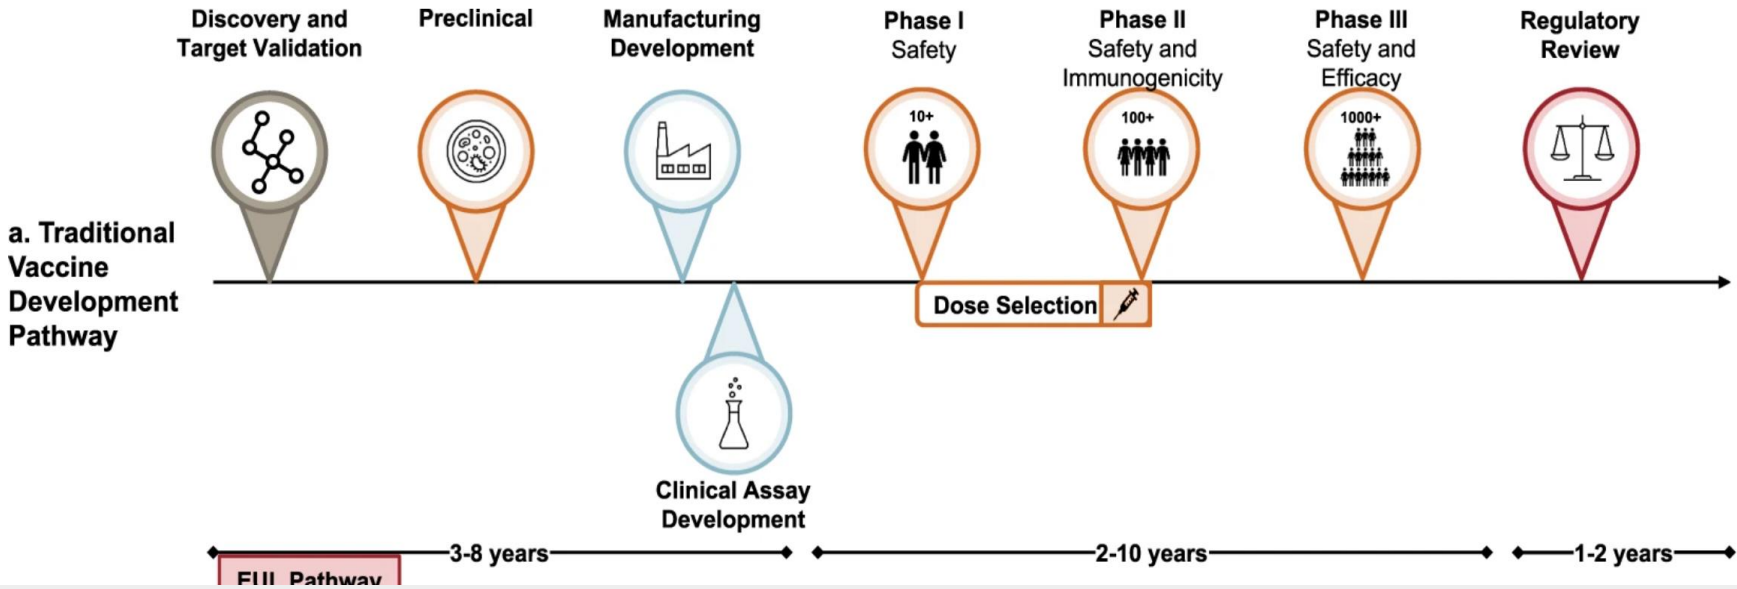 Discovery and
Target Validation
Preclinical
Manufacturing
Development
Phase I
Safety
Phase II
Safety and
Immunogenicity
Phase III
Safety and
Efficacy
Regulatory
Review
10+
100+
1000+
a. Traditional
Vaccine
Development
Pathway
Dose Selection
Clinical Assay
Development
3-8 years
2-10 years
1-2 years
EUL Pathway